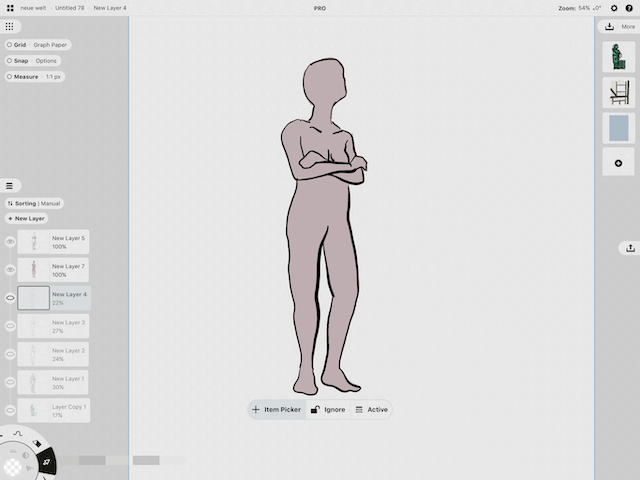 neue welt · Untitled 78 · New Layer 4
PRO
Zoom: 54% ⦟0°
More
Grid · Graph Paper
Snap · Options
Measure · 1:1 px
Sorting | Manual
+ New Layer
New Layer 5
100%
New Layer 7
100%
New Layer 4
22%
New Layer 3
27%
New Layer 2
24%
New Layer 1
30%
Layer Copy 1
17%
Item Picker
Ignore
Active